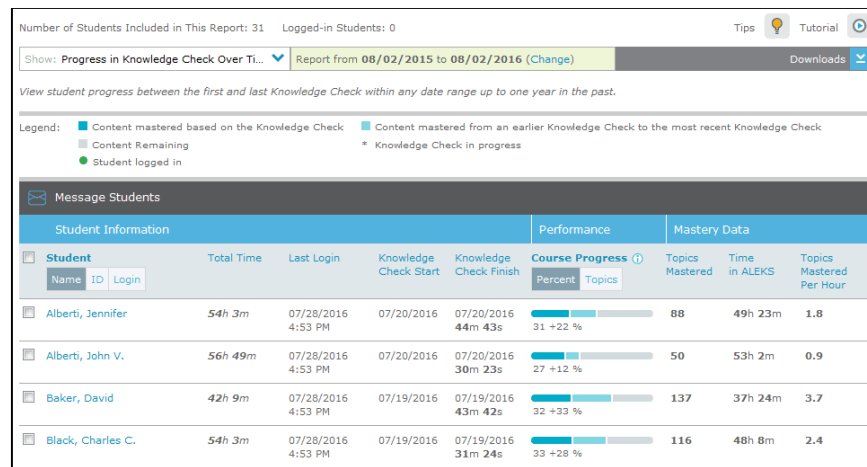 Number of Students Included in This Report: 31 Logged-in Students: 0 Tips Tutorial
Show: Progress in Knowledge Check Over Ti... Report from 08/02/2015 to 08/02/2016 (Change) Downloads
View student progress between the first and last Knowledge Check within any date range up to one year in the past.
Legend: Content mastered based on the Knowledge Check Content mastered from an earlier Knowledge Check to the most recent Knowledge Check
Content Remaining * Knowledge Check in progress
Student logged in
Message Students
Student Information Performance Mastery Data
Student Total Time Last Login Knowledge Knowledge Course Progress Topics Time Topics
Check Start Check Finish Mastered in ALEKS Mastered
Name ID Login Percent Topics Per Hour
Alberti, Jennifer 54h 3m 07/28/2016 07/20/2016 07/20/2016 88 49h 23m 1.8
4:53 PM 44m 43s 31 +22 %
Alberti, John V. 56h 49m 07/28/2016 07/20/2016 07/20/2016 50 53h 2m 0.9
4:53 PM 30m 23s 27 +12 %
Baker, David 42h 9m 07/28/2016 07/19/2016 07/19/2016 137 37h 24m 3.7
4:53 PM 43m 42s 32 +33 %
Black, Charles C. 54h 3m 07/28/2016 07/19/2016 07/19/2016 116 48h 8m 2.4
4:53 PM 31m 24s 33 +28 %